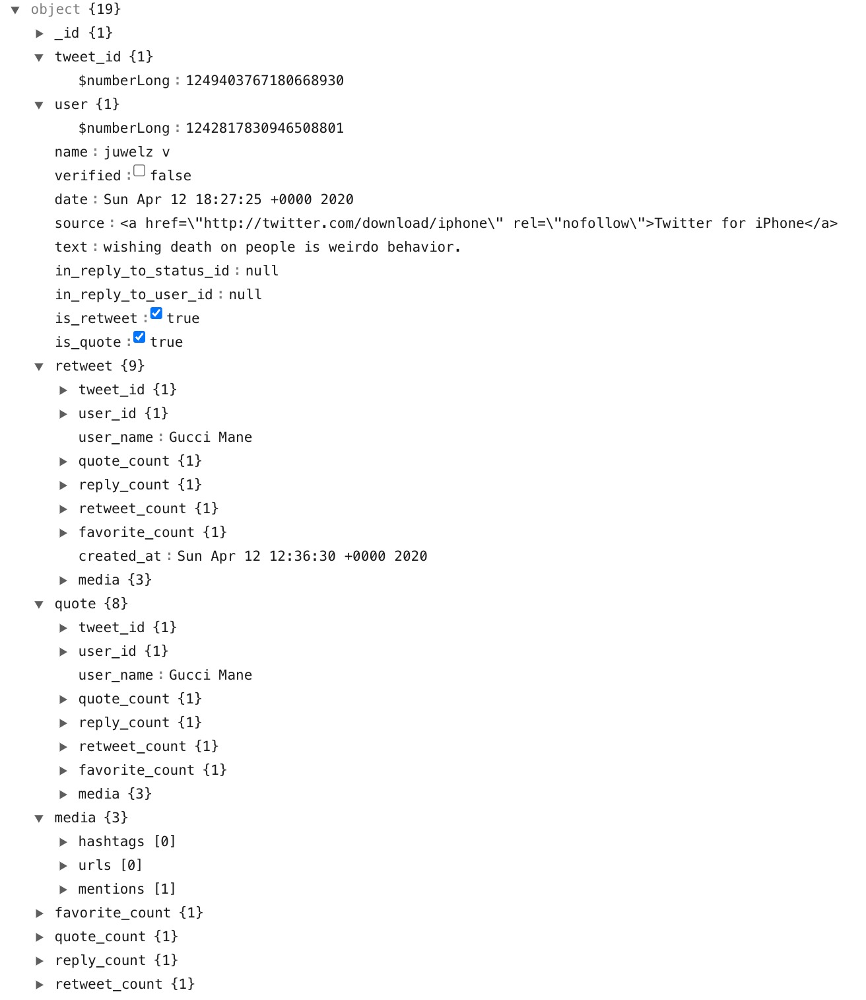 object {19}
_id {1}
tweet_id {1}
$numberLong : 1249403767180668930
user {1}
$numberLong : 1242817830946508801
name : juwelz v
verified : false
date : Sun Apr 12 18:27:25 +0000 2020
source : <a href=\"http://twitter.com/download/iphone\" rel=\"nofollow\">Twitter for iPhone</a>
text : wishing death on people is weirdo behavior.
in_reply_to_status_id : null
in_reply_to_user_id : null
is_retweet : true
is_quote : true
retweet {9}
tweet_id {1}
user_id {1}
user_name : Gucci Mane
quote_count {1}
reply_count {1}
retweet_count {1}
favorite_count {1}
created_at : Sun Apr 12 12:36:30 +0000 2020
media {3}
quote {8}
tweet_id {1}
user_id {1}
user_name : Gucci Mane
quote_count {1}
reply_count {1}
retweet_count {1}
favorite_count {1}
media {3}
media {3}
hashtags [0]
urls [0]
mentions [1]
favorite_count {1}
quote_count {1}
reply_count {1}
retweet_count {1}